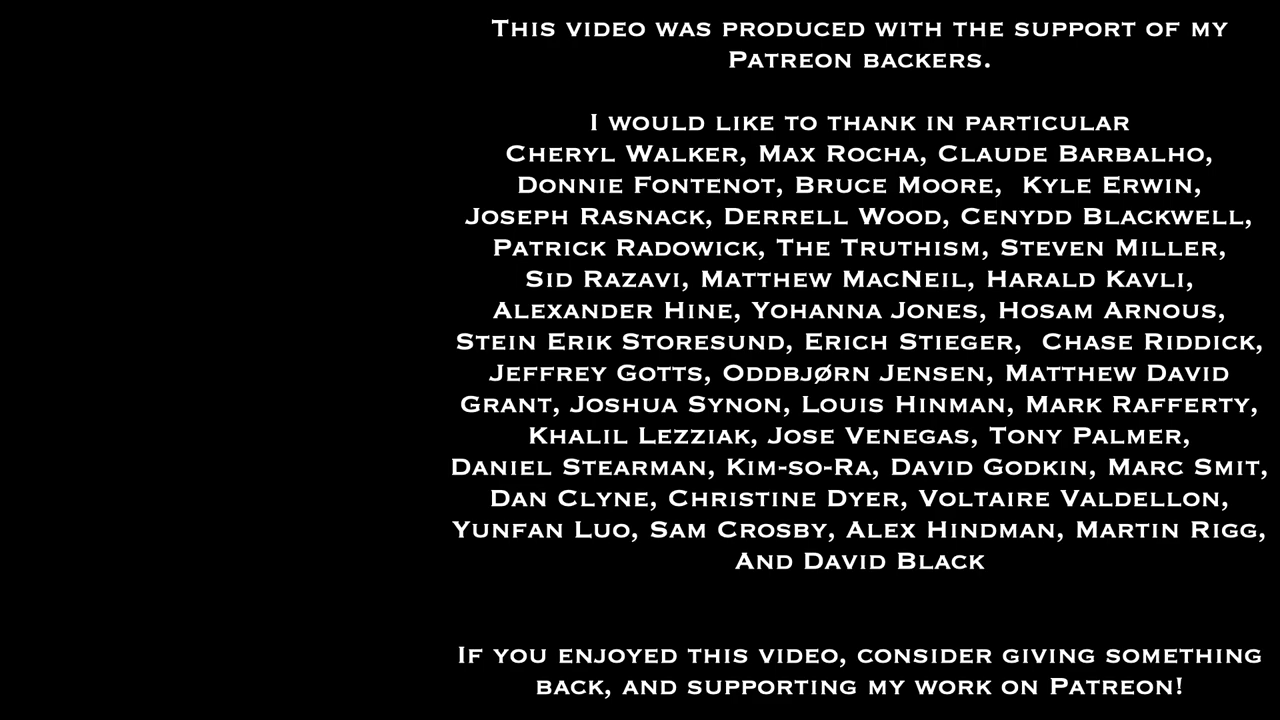 This video was produced with the support of my
Patreon backers.
I would like to thank in particular
Cheryl Walker, Max Rocha, Claude Barbalho,
Donnie Fontenot, Bruce Moore,  Kyle Erwin,
Joseph Rasnack, Derrell Wood, Cenydd Blackwell,
Patrick Radowick, The Truthism, Steven Miller,
Sid Razavi, Matthew MacNeil, Harald Kavli,
Alexander Hine, Yohanna Jones, Hosam Arnous,
Stein Erik Storesund, Erich Stieger,  Chase Riddick,
Jeffrey Gotts, Oddbjørn Jensen, Matthew David
Grant, Joshua Synon, Louis Hinman, Mark Rafferty,
Khalil Lezziak, Jose Venegas, Tony Palmer,
Daniel Stearman, Kim-so-Ra, David Godkin, Marc Smit,
Dan Clyne, Christine Dyer, Voltaire Valdellon,
Yunfan Luo, Sam Crosby, Alex Hindman, Martin Rigg,
And David Black
If you enjoyed this video, consider giving something
back, and supporting my work on Patreon!